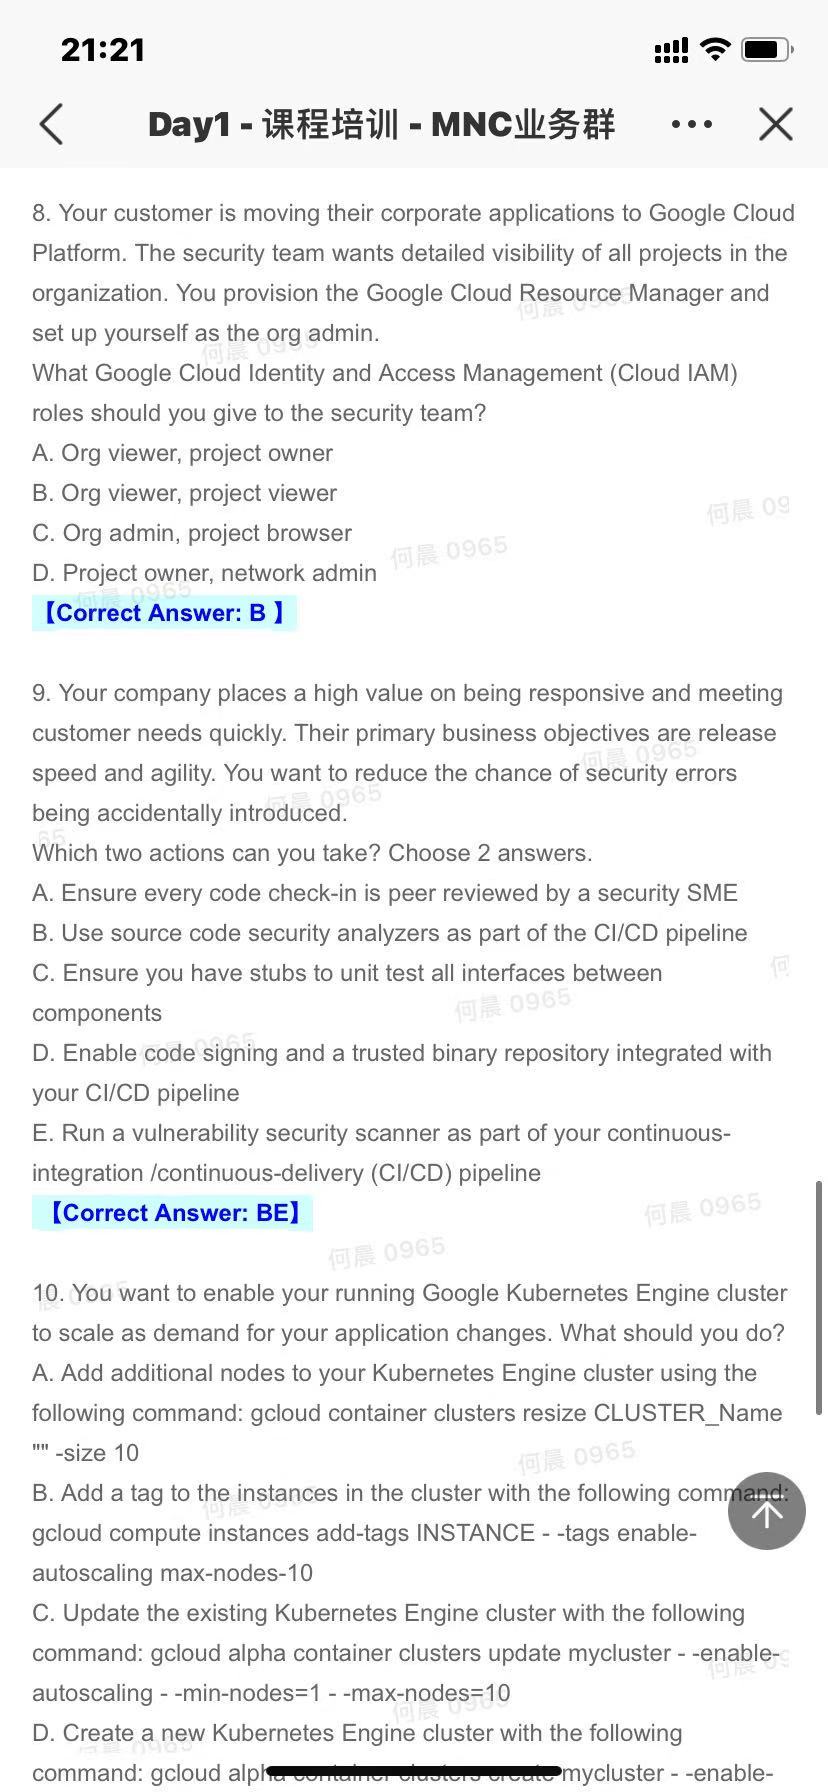 21:21
Day1 - 课程培训 - MNC业务群
8. Your customer is moving their corporate applications to Google Cloud
Platform. The security team wants detailed visibility of all projects in the
organization. You provision the Google Cloud Resource Manager and
set up yourself as the org admin.
What Google Cloud Identity and Access Management (Cloud IAM)
roles should you give to the security team?
A. Org viewer, project owner
B. Org viewer, project viewer
C. Org admin, project browser
D. Project owner, network admin
【Correct Answer: B 】
9. Your company places a high value on being responsive and meeting
customer needs quickly. Their primary business objectives are release
speed and agility. You want to reduce the chance of security errors
being accidentally introduced.
Which two actions can you take? Choose 2 answers.
A. Ensure every code check-in is peer reviewed by a security SME
B. Use source code security analyzers as part of the CI/CD pipeline
C. Ensure you have stubs to unit test all interfaces between
components
D. Enable code signing and a trusted binary repository integrated with
your CI/CD pipeline
E. Run a vulnerability security scanner as part of your continuous-
integration /continuous-delivery (CI/CD) pipeline
【Correct Answer: BE】
10. You want to enable your running Google Kubernetes Engine cluster
to scale as demand for your application changes. What should you do?
A. Add additional nodes to your Kubernetes Engine cluster using the
following command: gcloud container clusters resize CLUSTER_Name
"" -size 10
B. Add a tag to the instances in the cluster with the following command:
gcloud compute instances add-tags INSTANCE - -tags enable-
autoscaling max-nodes-10
C. Update the existing Kubernetes Engine cluster with the following
command: gcloud alpha container clusters update mycluster - -enable-
autoscaling - -min-nodes=1 - -max-nodes=10
D. Create a new Kubernetes Engine cluster with the following
command: gcloud alpha container clusters create mycluster - -enable-
何晨 0965